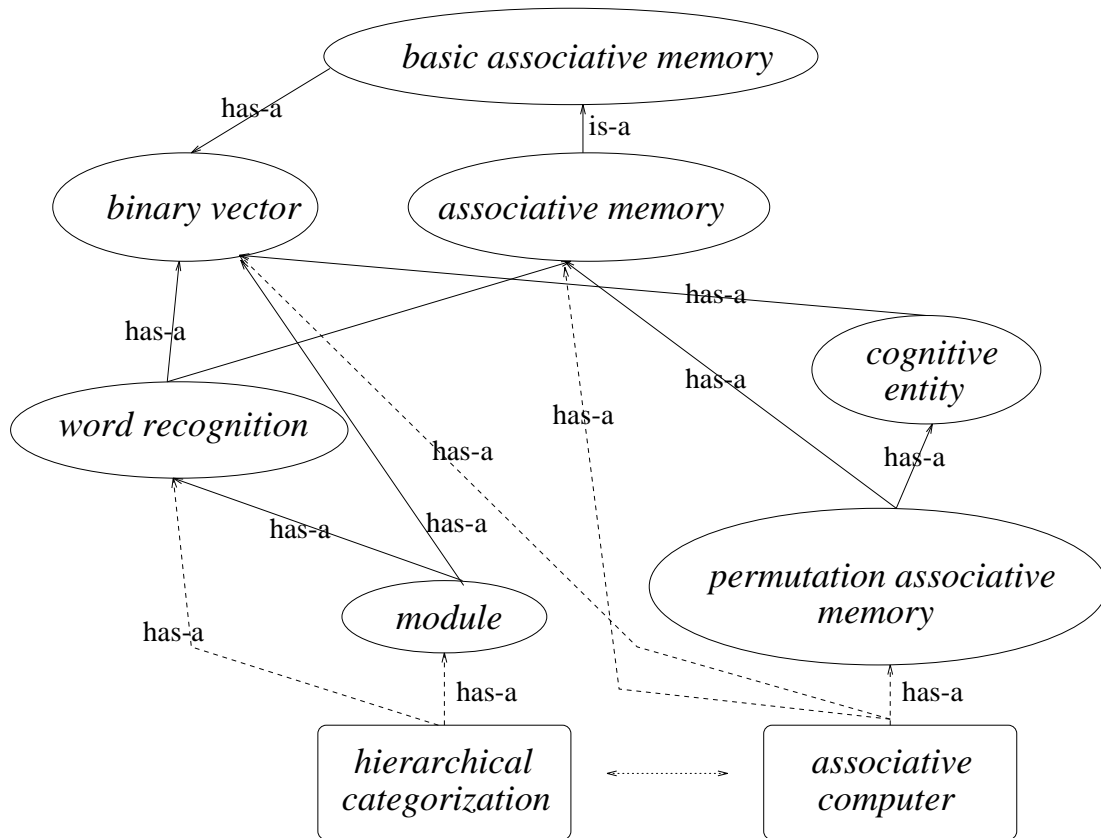 basic associative memory
has-a
is-a
binary vector
associative memory
has-a
has-a
cognitive
entity
has-a
has-a
word recognition
has-a
has-a
has-a
has-a
permutation associative
memory
module
has-a
has-a
has-a
hierarchical
categorization
associative
computer